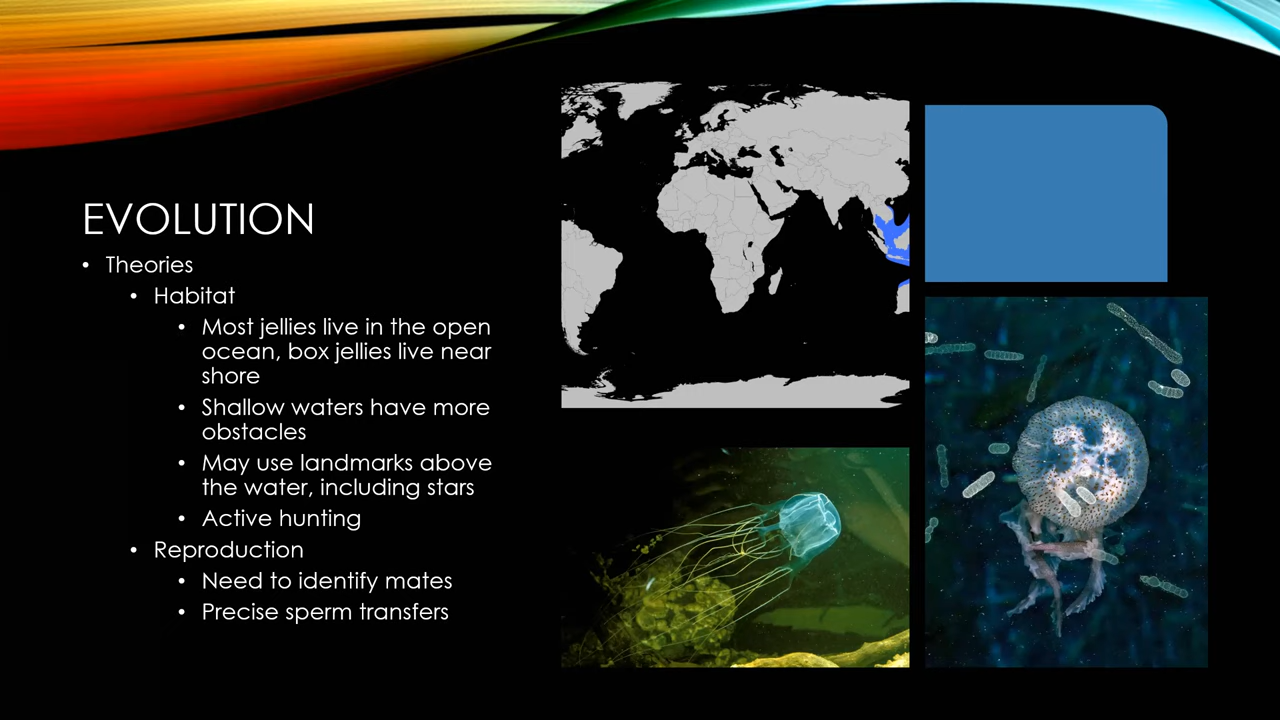 EVOLUTION
• Theories
• Habitat
• Most jellies live in the open
ocean, box jellies live near
shore
• Shallow waters have more
obstacles
• May use landmarks above
the water, including stars
• Active hunting
• Reproduction
• Need to identify mates
• Precise sperm transfers